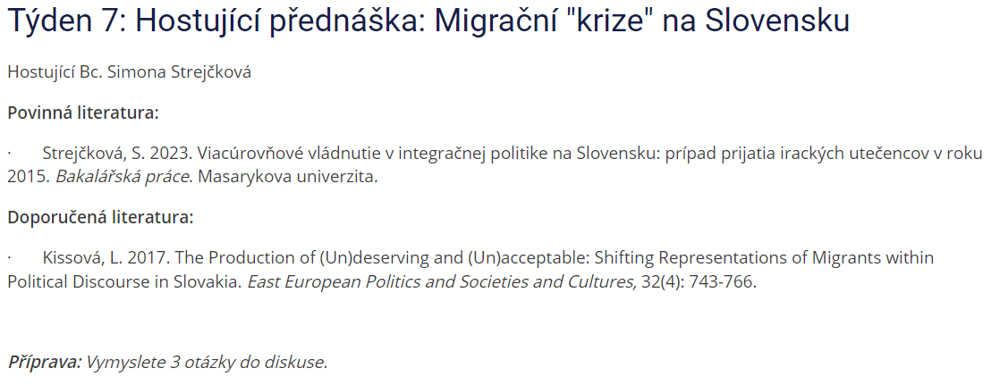 Týden 7: Hostující přednáška: Migrační "krize" na Slovensku
Hostující Bc. Simona Strejčková
Povinná literatura:
· Strejčková, S. 2023. Viacúrovňové vládnutie v integračnej politike na Slovensku: prípad prijatia irackých utečencov v roku
2015. Bakalářská práce. Masarykova univerzita.
Doporučená literatura:
· Kissová, L. 2017. The Production of (Un)deserving and (Un)acceptable: Shifting Representations of Migrants within
Political Discourse in Slovakia. East European Politics and Societies and Cultures, 32(4): 743-766.
Příprava: Vymyslete 3 otázky do diskuse.